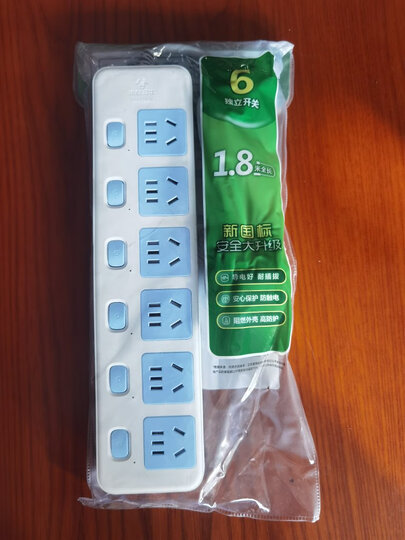 6
独立开关
1.8米全长
新国标
安全大升级
导电好 耐插拔
安心保护 防触电
阻燃外壳 高防护